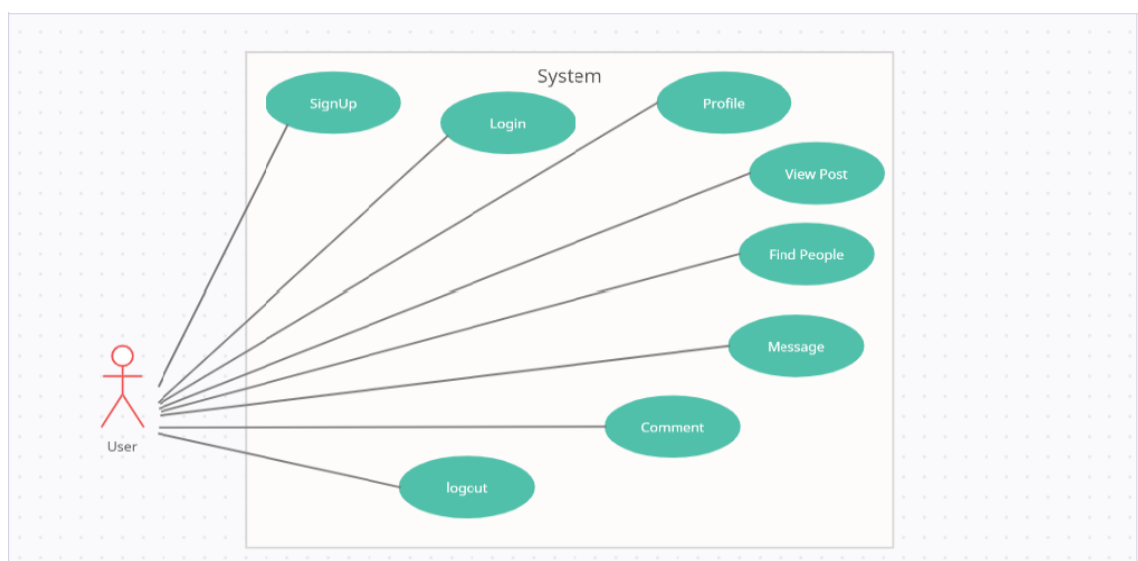 System
SignUp
Login
Profile
View Post
Find People
Message
Comment
User
logout